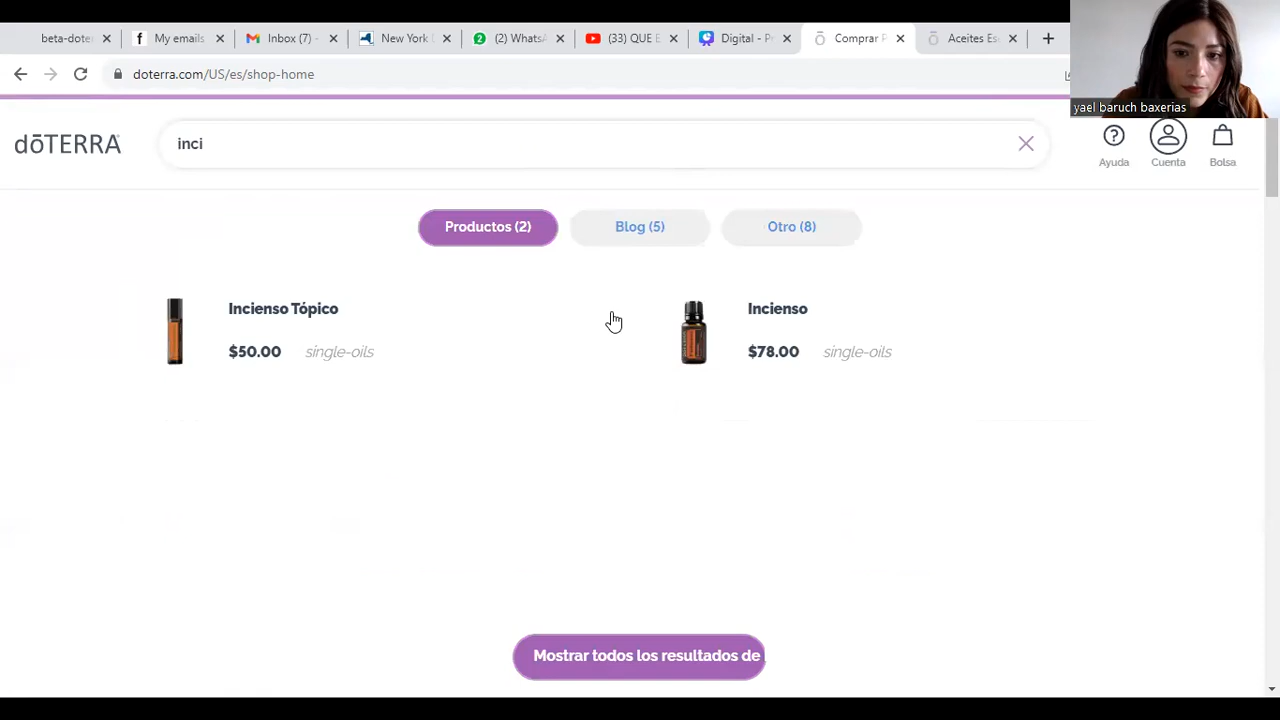 beta-doter
My emails
Inbox (7) -
New York
(2) WhatsA
(33) QUE E
Digital - Pr
Comprar P
Aceites Es
doterra.com/US/es/shop-home
yael baruch baxerias
dōTERRA
inci
Ayuda
Cuenta
Bolsa
Productos (2)
Blog (5)
Otro (8)
Incienso Tópico
Incienso
$50.00 single-oils
$78.00 single-oils
Mostrar todos los resultados de